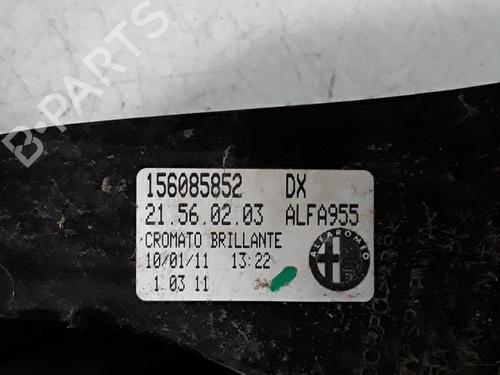 B-PARTS
156085852 DX
21.56.02.03 ALFA955
CROMATO BRILLANTE
10/01/11 13:22
1 03 11
ALFA ROMEO